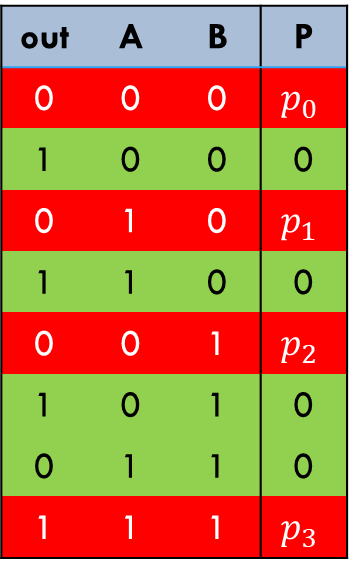 out A B P
0 0 0 p₀
1 0 0 0
0 1 0 p₁
1 1 0 0
0 0 1 p₂
1 0 1 0
0 1 1 0
1 1 1 p₃